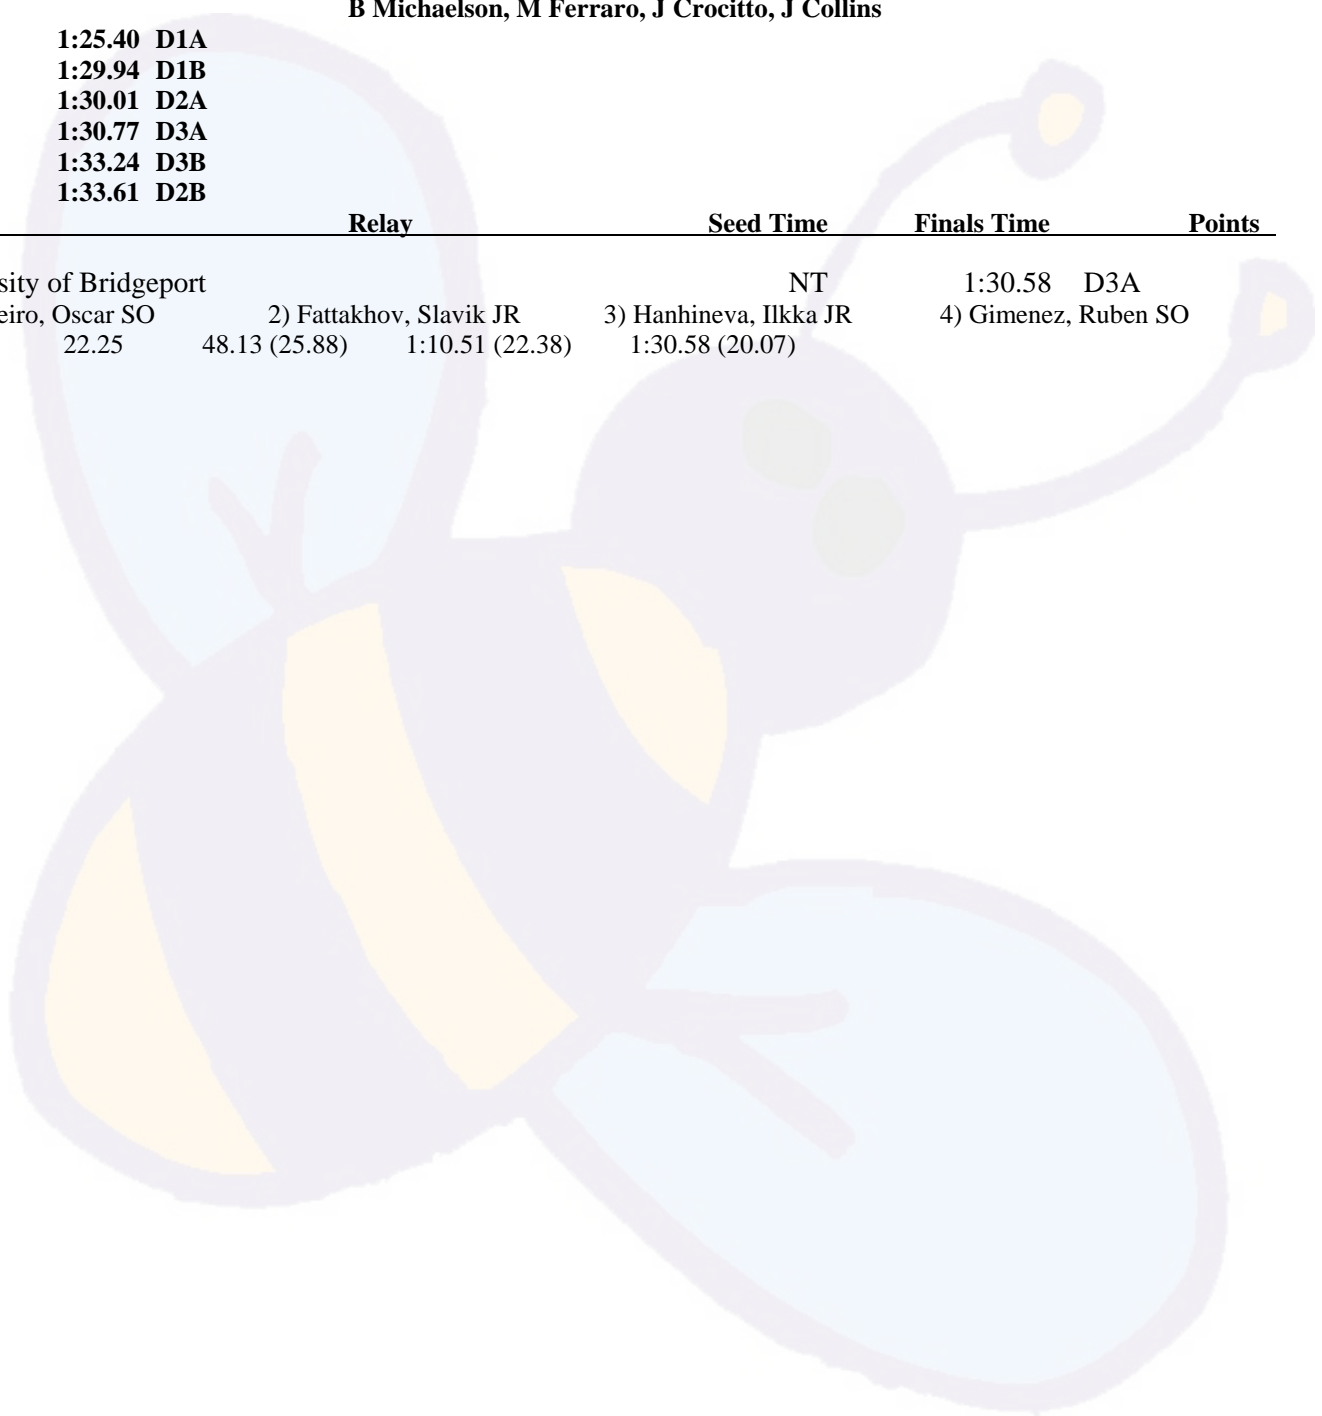 B Michaelson, M Ferraro, J Crocitto, J Collins
1:25.40 D1A
1:29.94 D1B
1:30.01 D2A
1:30.77 D3A
1:33.24 D3B
1:33.61 D2B
Relay Seed Time Finals Time Points
sity of Bridgeport NT 1:30.58 D3A
eiro, Oscar SO 2) Fattakhov, Slavik JR 3) Hanhineva, Ilkka JR 4) Gimenez, Ruben SO
22.25 48.13 (25.88) 1:10.51 (22.38) 1:30.58 (20.07)